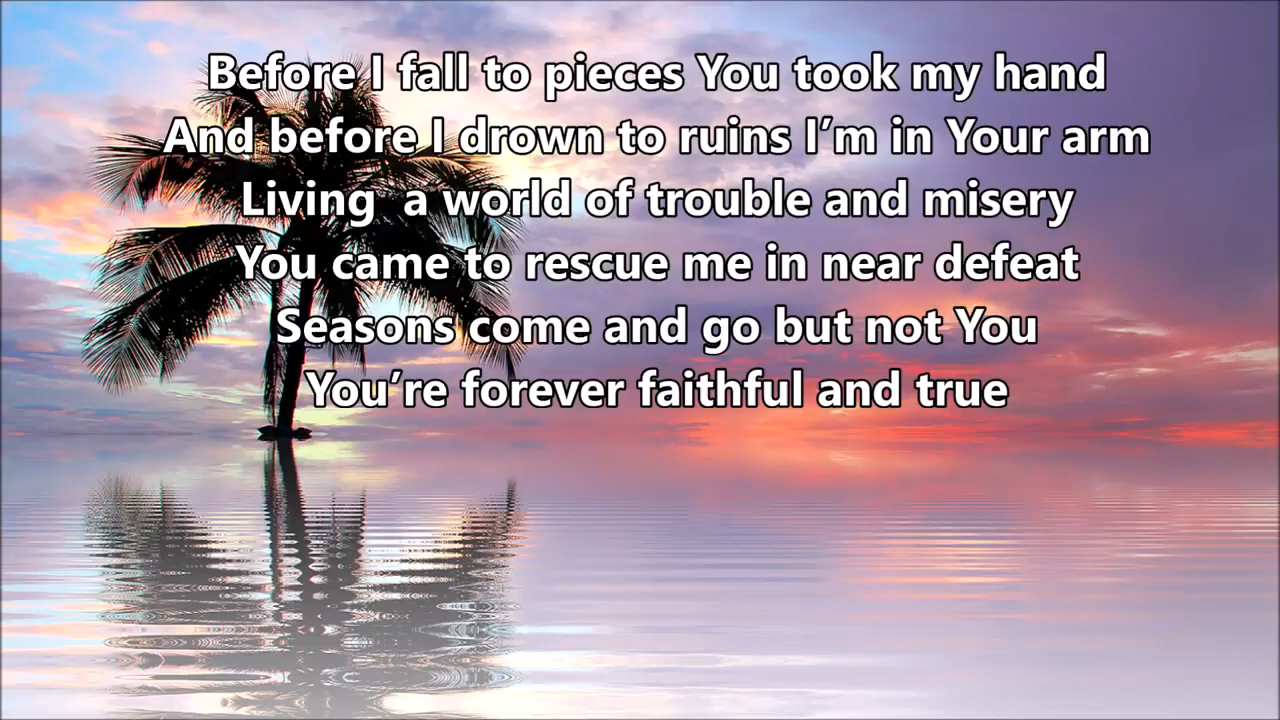 Before I fall to pieces You took my hand
And before I drown to ruins I’m in Your arm
Living  a world of trouble and misery
You came to rescue me in near defeat
Seasons come and go but not You
You’re forever faithful and true